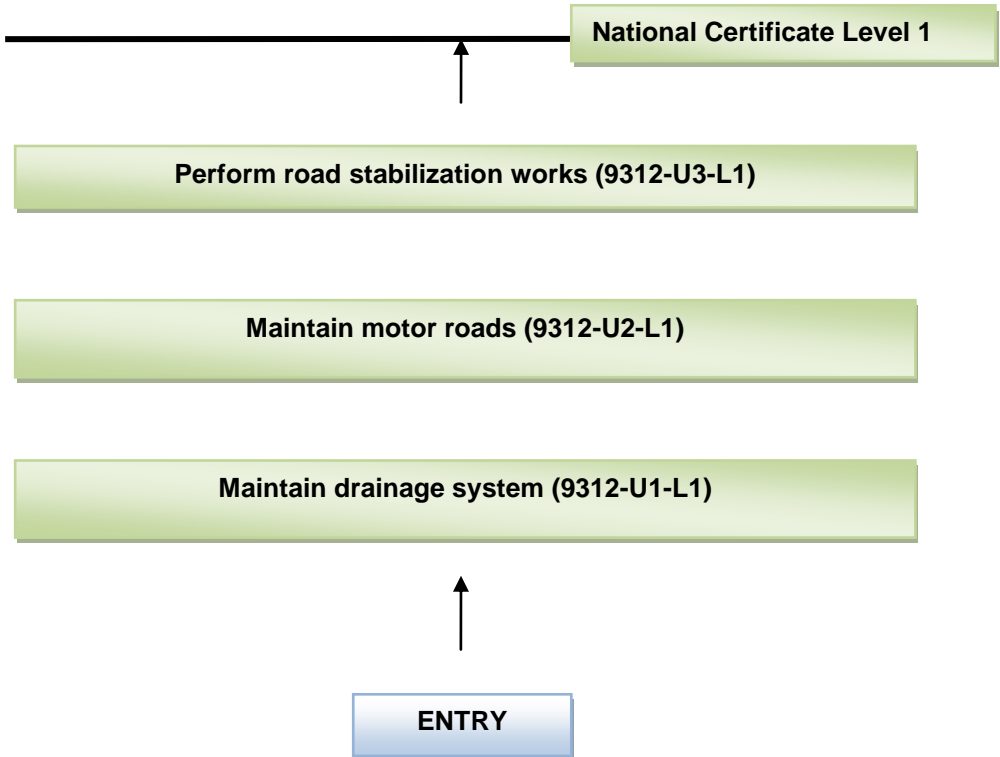 National Certificate Level 1
Perform road stabilization works (9312-U3-L1)
Maintain motor roads (9312-U2-L1)
Maintain drainage system (9312-U1-L1)
ENTRY